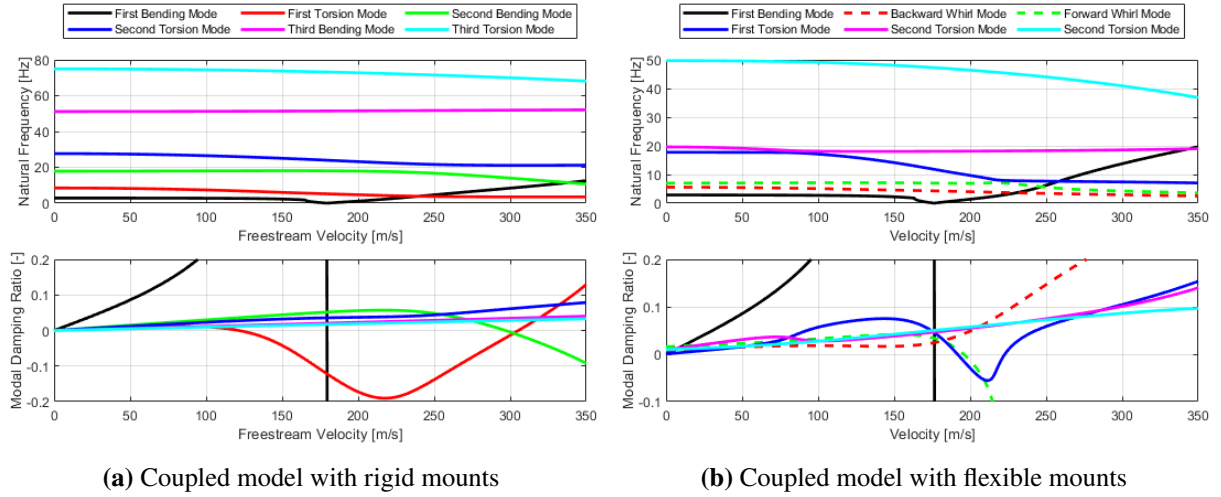 First Bending Mode First Torsion Mode Second Bending Mode
Second Torsion Mode Third Bending Mode Third Torsion Mode
Natural Frequency [Hz]
80
60
40
20
0
0 50 100 150 200 250 300 350
Freestream Velocity [m/s]
Modal Damping Ratio [-]
0.2
0.1
0
-0.1
-0.2
0 50 100 150 200 250 300 350
Freestream Velocity [m/s]
(a) Coupled model with rigid mounts
First Bending Mode Backward Whirl Mode Forward Whirl Mode
First Torsion Mode Second Torsion Mode Second Torsion Mode
Natural Frequency [Hz]
50
40
30
20
10
0
0 50 100 150 200 250 300 350
Velocity [m/s]
Modal Damping Ratio [-]
0.2
0.1
0
-0.1
0 50 100 150 200 250 300 350
Velocity [m/s]
(b) Coupled model with flexible mounts